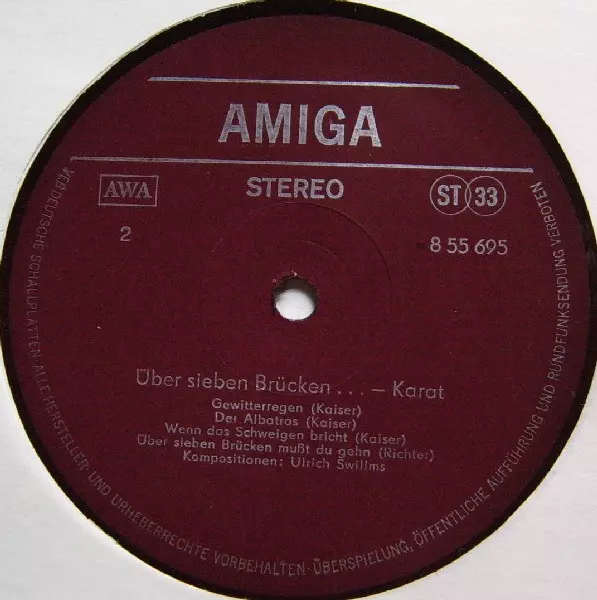 AMIGA
AWA
STEREO
ST 33
2
8 55 695
Über sieben Brücken . . . – Karat
Gewitterregen (Kaiser)
Der Albatros (Kaiser)
Wenn das Schweigen bricht (Kaiser)
Über sieben Brücken mußt du gehn (Richter)
Kompositionen: Ulrich Swillms
VEB DEUTSCHE SCHALLPLATTEN · ALLE HERSTELLER- UND URHEBERRECHTE VORBEHALTEN · ÜBERSPIELUNG, ÖFFENTLICHE AUFFÜHRUNG UND RUNDFUNKSENDUNG VERBOTEN